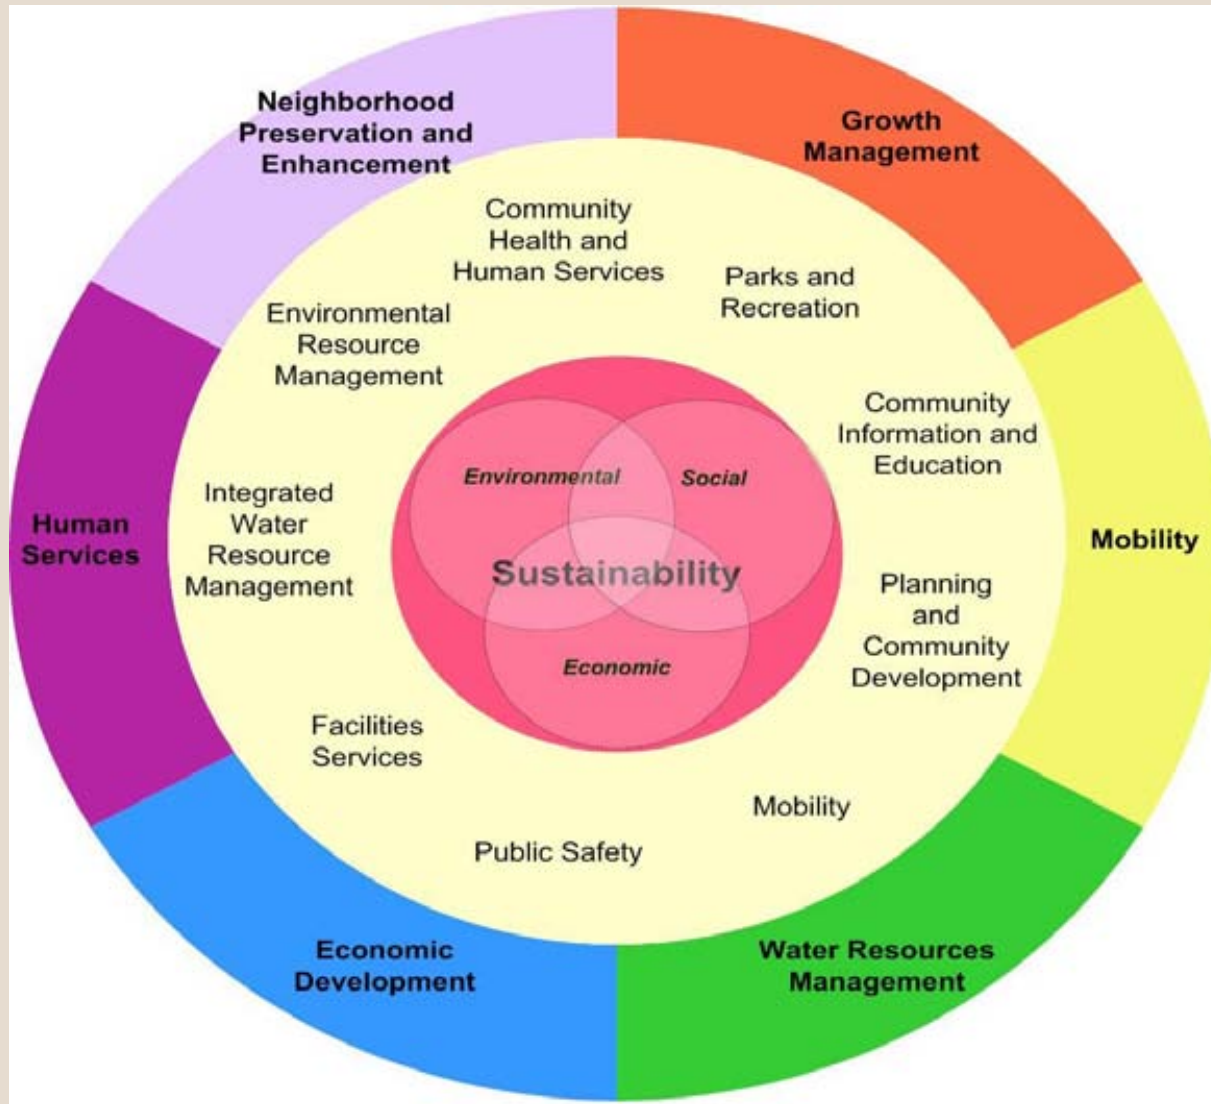 Neighborhood
Preservation and
Enhancement
Growth
Management
Community
Health and
Human Services
Parks and
Recreation
Environmental
Resource
Management
Community
Information and
Education
Environmental
Social
Integrated
Water
Resource
Management
Human
Services
Sustainability
Mobility
Planning
and
Community
Development
Economic
Facilities
Services
Mobility
Public Safety
Economic
Development
Water Resources
Management